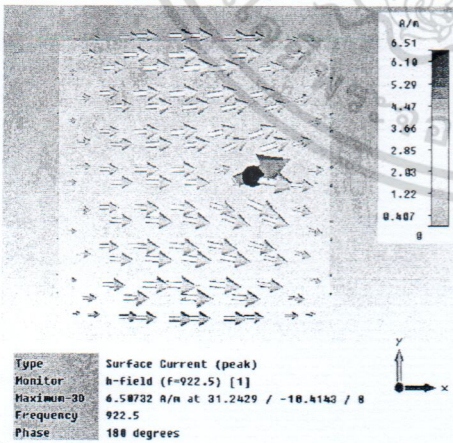 A/m
6.51
6.10
5.29
4.47
3.66
2.85
2.03
1.22
0.407
0
y
x
Type Surface Current (peak)
Monitor h-field (f=922.5) [1]
Maximum-3D 6.50732 A/m at 31.2429 / -10.4143 / 8
Frequency 922.5
Phase 180 degrees